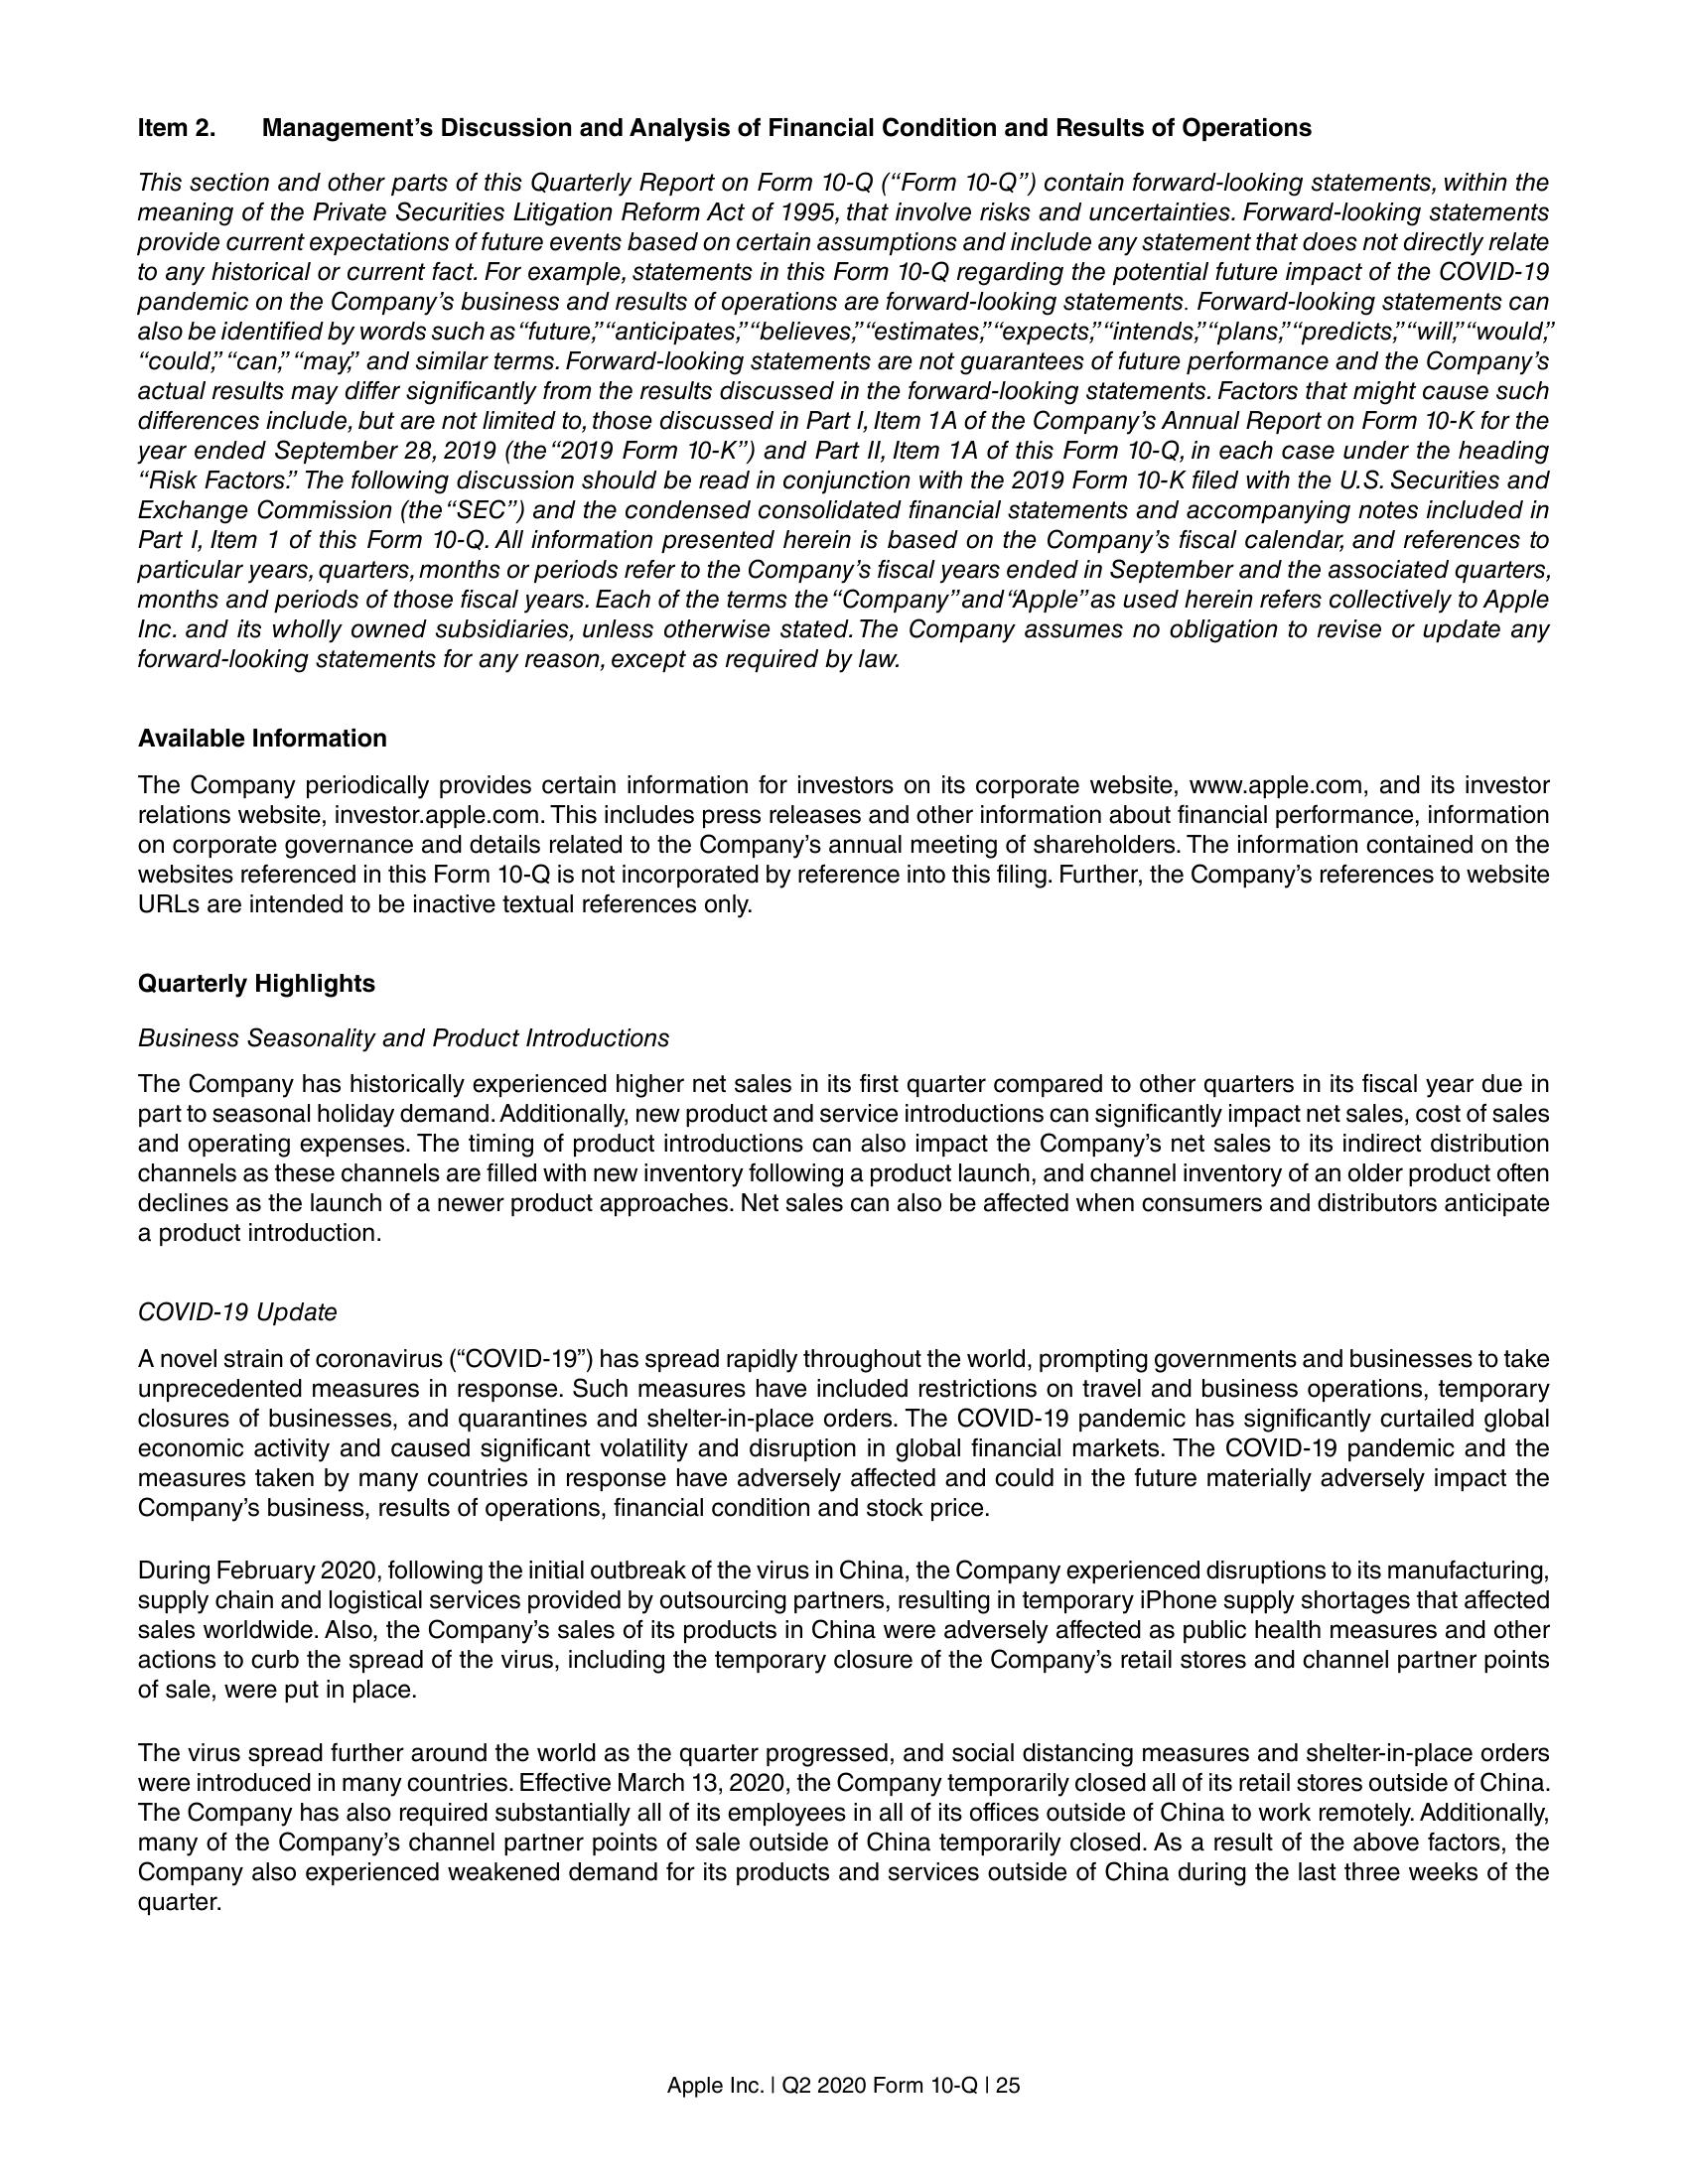 Item 2. Management’s Discussion and Analysis of Financial Condition and Results of Operations
This section and other parts of this Quarterly Report on Form 10-Q (“Form 10-Q”) contain forward-looking statements, within the
meaning of the Private Securities Litigation Reform Act of 1995, that involve risks and uncertainties. Forward-looking statements
provide current expectations of future events based on certain assumptions and include any statement that does not directly relate
to any historical or current fact. For example, statements in this Form 10-Q regarding the potential future impact of the COVID-19
pandemic on the Company’s business and results of operations are forward-looking statements. Forward-looking statements can
also be identified by words such as “future,” “anticipates,” “believes,” “estimates,” “expects,” “intends,” “plans,” “predicts,” “will,” “would,”
“could,” “can,” “may,” and similar terms. Forward-looking statements are not guarantees of future performance and the Company’s
actual results may differ significantly from the results discussed in the forward-looking statements. Factors that might cause such
differences include, but are not limited to, those discussed in Part I, Item 1A of the Company’s Annual Report on Form 10-K for the
year ended September 28, 2019 (the “2019 Form 10-K”) and Part II, Item 1A of this Form 10-Q, in each case under the heading
“Risk Factors.” The following discussion should be read in conjunction with the 2019 Form 10-K filed with the U.S. Securities and
Exchange Commission (the “SEC”) and the condensed consolidated financial statements and accompanying notes included in
Part I, Item 1 of this Form 10-Q. All information presented herein is based on the Company’s fiscal calendar, and references to
particular years, quarters, months or periods refer to the Company’s fiscal years ended in September and the associated quarters,
months and periods of those fiscal years. Each of the terms the “Company” and “Apple” as used herein refers collectively to Apple
Inc. and its wholly owned subsidiaries, unless otherwise stated. The Company assumes no obligation to revise or update any
forward-looking statements for any reason, except as required by law.
Available Information
The Company periodically provides certain information for investors on its corporate website, www.apple.com, and its investor
relations website, investor.apple.com. This includes press releases and other information about financial performance, information
on corporate governance and details related to the Company’s annual meeting of shareholders. The information contained on the
websites referenced in this Form 10-Q is not incorporated by reference into this filing. Further, the Company’s references to website
URLs are intended to be inactive textual references only.
Quarterly Highlights
Business Seasonality and Product Introductions
The Company has historically experienced higher net sales in its first quarter compared to other quarters in its fiscal year due in
part to seasonal holiday demand. Additionally, new product and service introductions can significantly impact net sales, cost of sales
and operating expenses. The timing of product introductions can also impact the Company’s net sales to its indirect distribution
channels as these channels are filled with new inventory following a product launch, and channel inventory of an older product often
declines as the launch of a newer product approaches. Net sales can also be affected when consumers and distributors anticipate
a product introduction.
COVID-19 Update
A novel strain of coronavirus (“COVID-19”) has spread rapidly throughout the world, prompting governments and businesses to take
unprecedented measures in response. Such measures have included restrictions on travel and business operations, temporary
closures of businesses, and quarantines and shelter-in-place orders. The COVID-19 pandemic has significantly curtailed global
economic activity and caused significant volatility and disruption in global financial markets. The COVID-19 pandemic and the
measures taken by many countries in response have adversely affected and could in the future materially adversely impact the
Company’s business, results of operations, financial condition and stock price.
During February 2020, following the initial outbreak of the virus in China, the Company experienced disruptions to its manufacturing,
supply chain and logistical services provided by outsourcing partners, resulting in temporary iPhone supply shortages that affected
sales worldwide. Also, the Company’s sales of its products in China were adversely affected as public health measures and other
actions to curb the spread of the virus, including the temporary closure of the Company’s retail stores and channel partner points
of sale, were put in place.
The virus spread further around the world as the quarter progressed, and social distancing measures and shelter-in-place orders
were introduced in many countries. Effective March 13, 2020, the Company temporarily closed all of its retail stores outside of China.
The Company has also required substantially all of its employees in all of its offices outside of China to work remotely. Additionally,
many of the Company’s channel partner points of sale outside of China temporarily closed. As a result of the above factors, the
Company also experienced weakened demand for its products and services outside of China during the last three weeks of the
quarter.
Apple Inc. | Q2 2020 Form 10-Q | 25